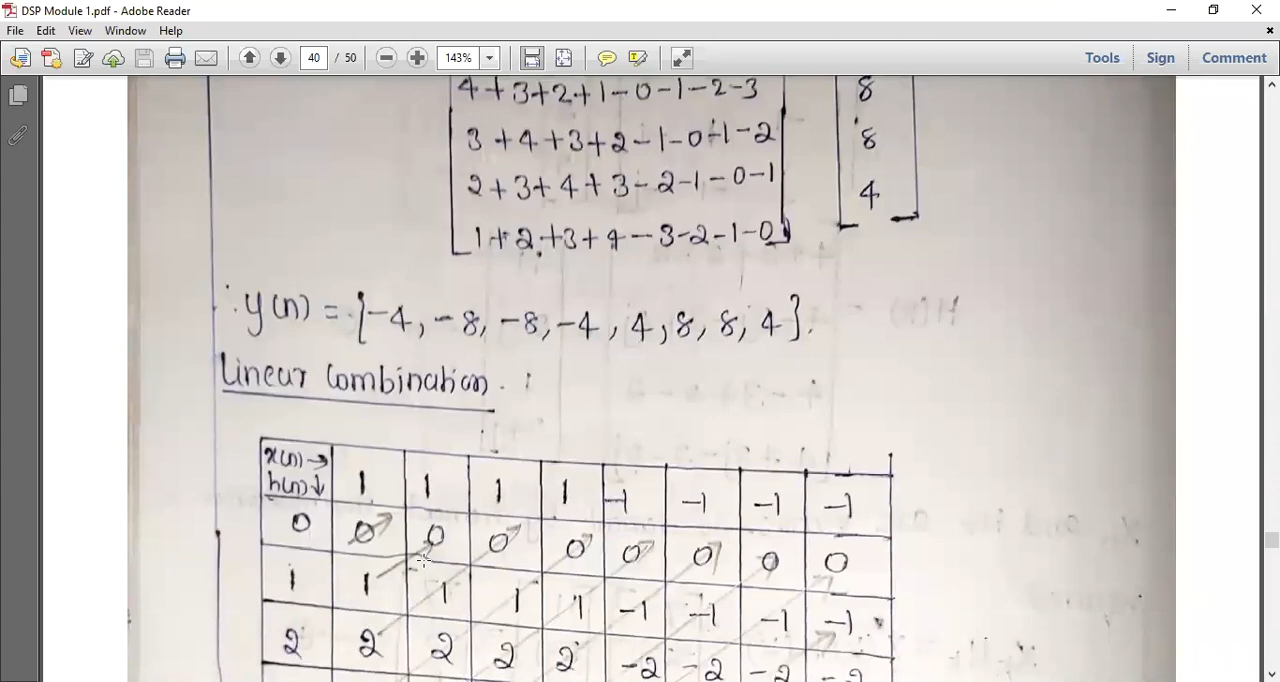 DSP Module 1.pdf - Adobe Reader
File Edit View Window Help
40 / 50 143% Tools Sign Comment
4+3+2+1-0-1-2-3 8
3+4+3+2-1-0-1-2 8
2+3+4+3-2-1-0-1 4
1+2+3+4-3-2-1-0
∴ y(n) = {-4, -8, -8, -4, 4, 8, 8, 4}.
Linear Combination :
x(n)→ 1 1 1 1 -1 -1 -1 -1
h(n)↓
0 0 0 0 0 0 0 0 0
1 1 1 1 1 -1 -1 -1 -1
2 2 2 2 2 -2 -2 -2 -2